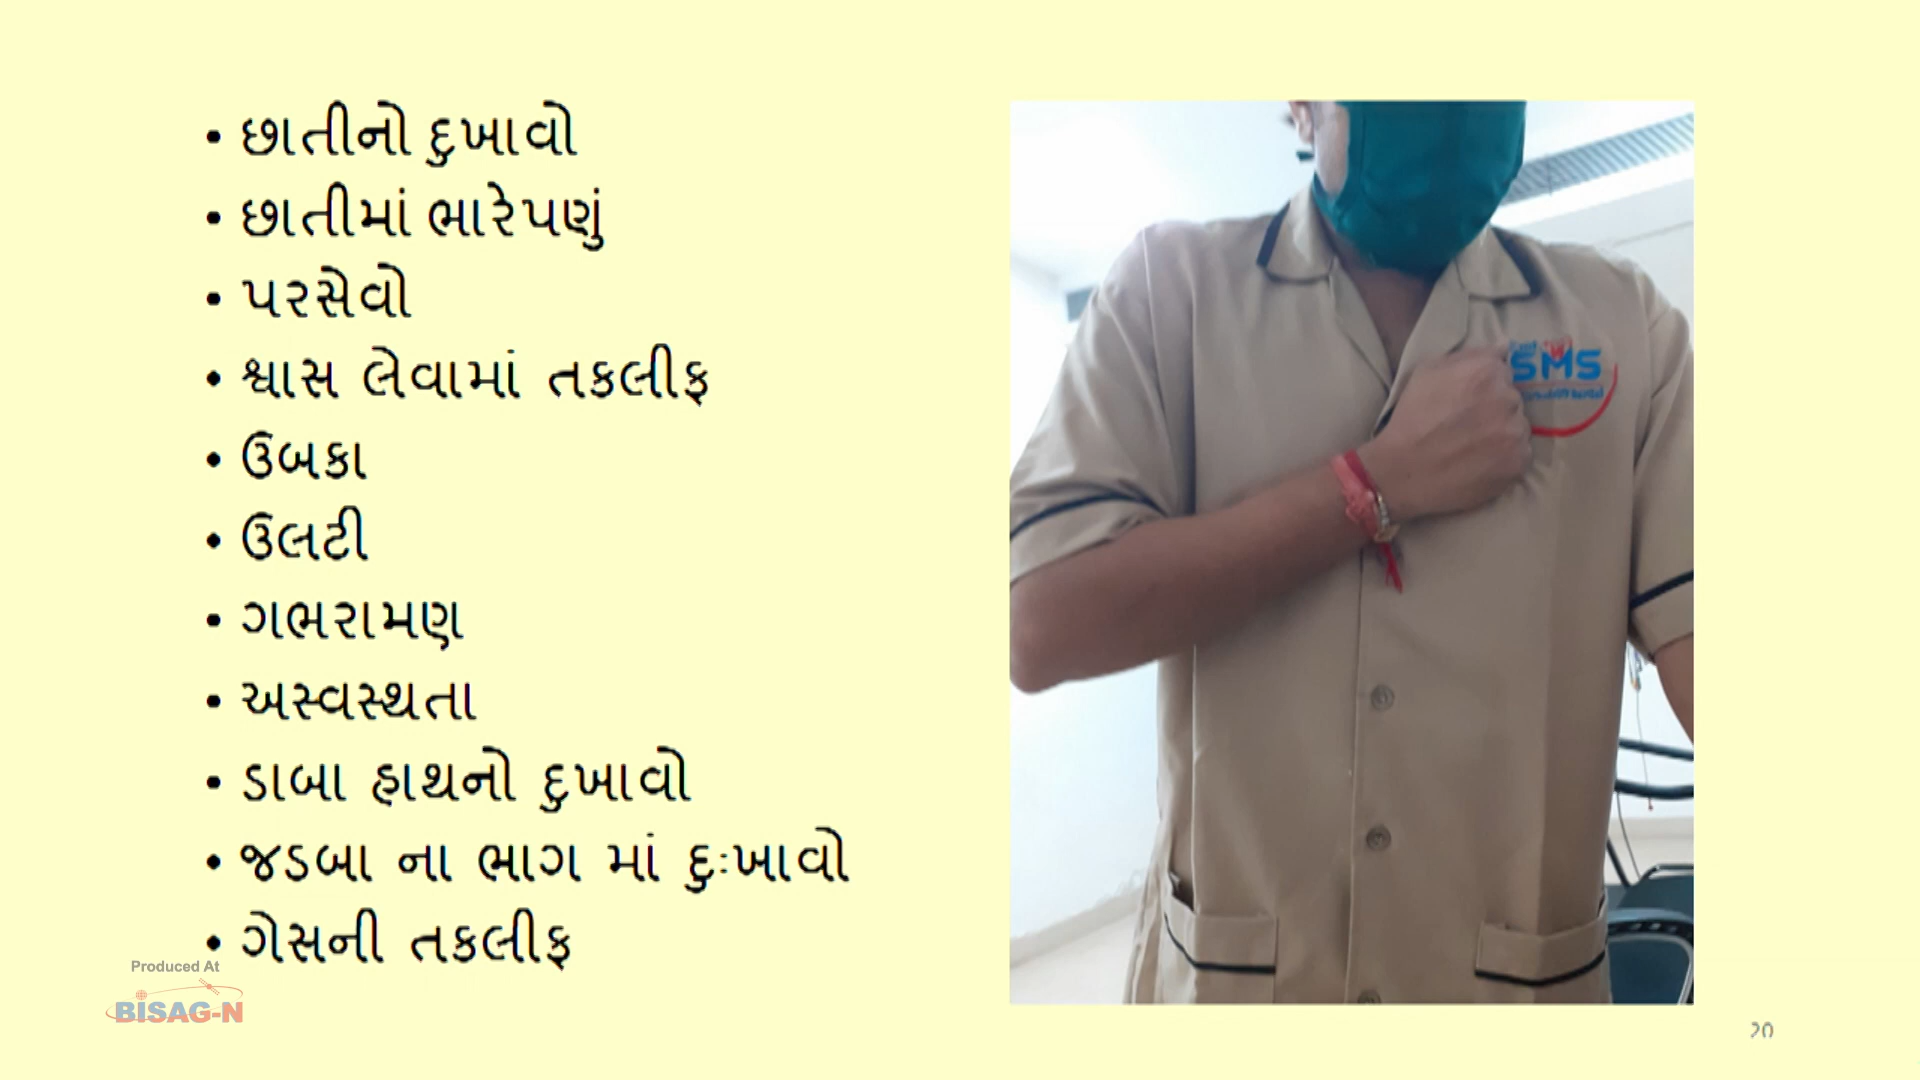 • છાતીનો દુખાવો
• છાતીમાં ભારેપણું
• પરસેવો
• શ્વાસ લેવામાં તકલીફ
• ઉબકા
• ઉલટી
• ગભરામણ
• અસ્વસ્થતા
• ડાબા હાથનો દુખાવો
• જડબા ના ભાગ માં દુઃખાવો
• ગેસની તકલીફ
SMS
Produced At
BISAG-N
20